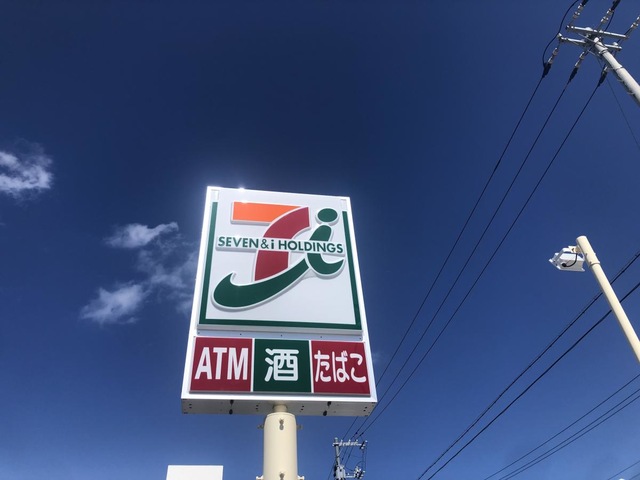 SEVEN&i HOLDINGS
ATM 酒 たばこ